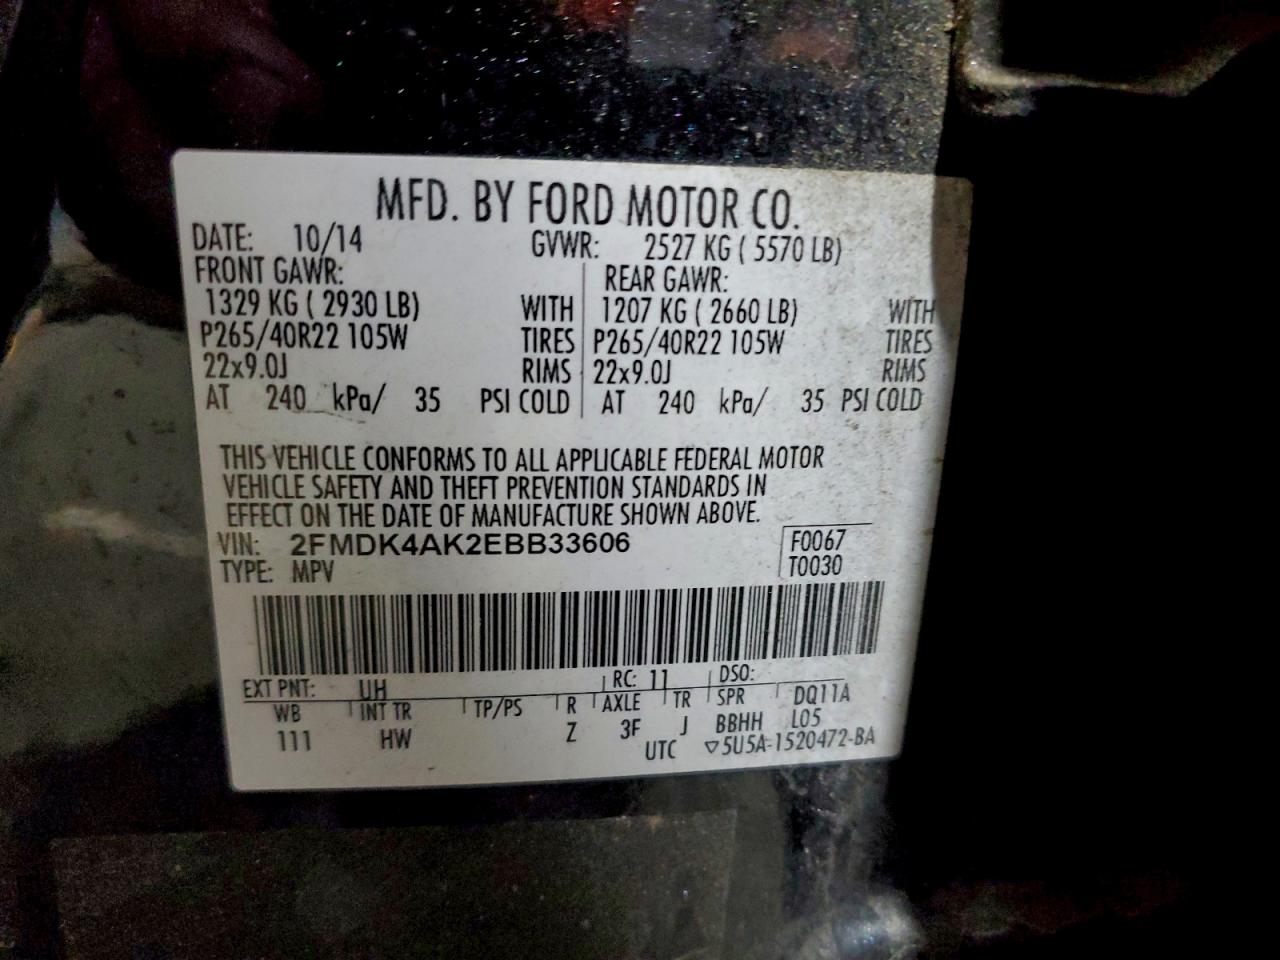 MFD. BY FORD MOTOR CO.
DATE: 10/14 GVWR: 2527 KG ( 5570 LB)
FRONT GAWR: REAR GAWR:
1329 KG ( 2930 LB) WITH 1207 KG ( 2660 LB) WITH
P265/40R22 105W TIRES P265/40R22 105W TIRES
22x9.0J RIMS 22x9.0J RIMS
AT 240 kPa/ 35 PSI COLD AT 240 kPa/ 35 PSI COLD
THIS VEHICLE CONFORMS TO ALL APPLICABLE FEDERAL MOTOR
VEHICLE SAFETY AND THEFT PREVENTION STANDARDS IN
EFFECT ON THE DATE OF MANUFACTURE SHOWN ABOVE.
VIN: 2FMDK4AK2EBB33606 F0067
TYPE: MPV T0030
EXT PNT: UH RC: 11 DSO:
WB INT TR TP/PS R AXLE TR SPR DQ11A
111 HW Z 3F J BBHH L05
UTC ▽5U5A-1520472-BA